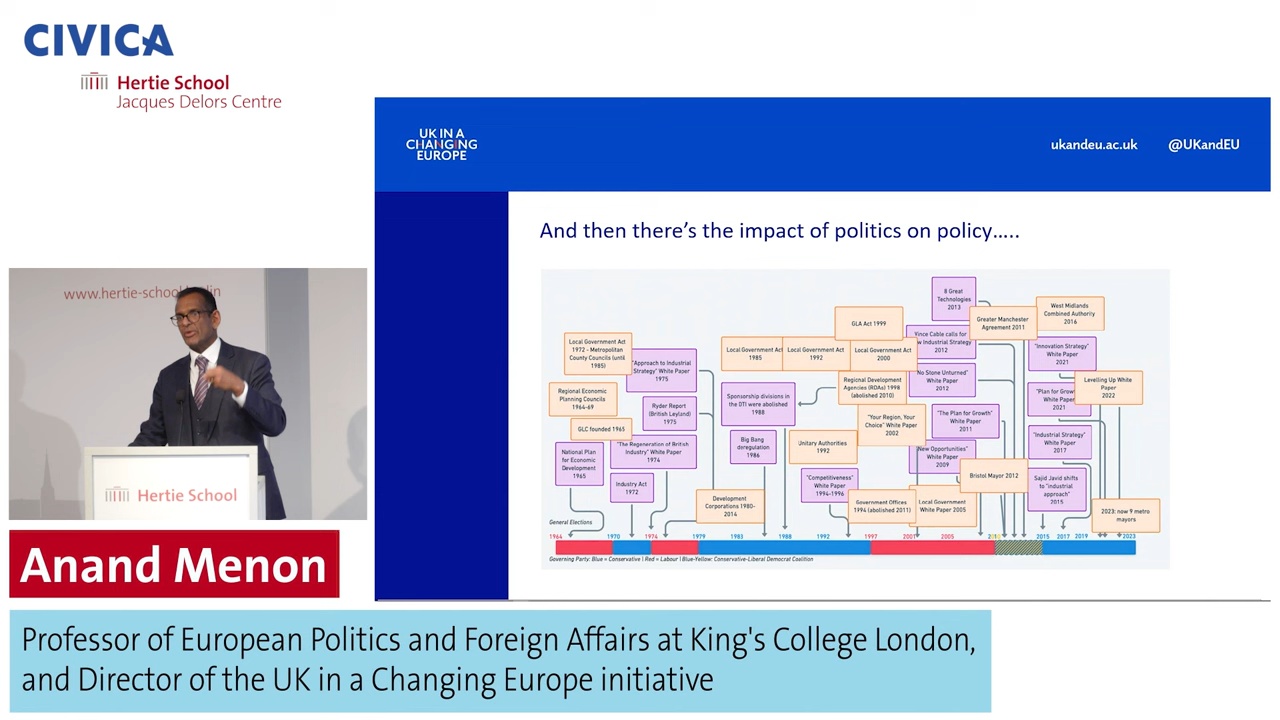 CIVICA
Hertie School
Jacques Delors Centre
UK IN A
CHANGING
EUROPE
ukandeu.ac.uk
@UKandEU
And then there's the impact of politics on policy.....
8 Great
Technologies
2013
West Midlands
Combined Authority
2016
Greater Manchester
Agreement 2011
GLA Act 1999
Vince Cable calls for
Industrial Strategy
2012
Local Government Act
1972 - Metropolitan
County Councils (until
1985)
"Approach to Industrial
Strategy" White Paper
1975
Local Government Act
1985
Local Government Act
1992
Local Government Act
2000
"Innovation Strategy"
White Paper
2021
No Stone Unturned"
White Paper
2012
Levelling Up White
Paper
2022
Regional Economic
Planning Councils
1964-69
Ryder Report
(British Leyland)
1975
Sponsorship divisions in
the DTI were abolished
1988
Regional Development
Agencies (RDAs) 1998
(abolished 2010)
"Plan for
White Paper
2021
GLC founded 1965
"Your Region, Your
Choice" White Paper
2002
"The Plan for Growth"
White Paper
2011
"The Regeneration of British
Industry" White Paper
1974
Big Bang
deregulation
1986
Unitary Authorities
1992
New Opportunities"
White Paper
2009
"Industrial Strategy"
White Paper
2017
National Plan
for Economic
Development
1965
Industry Act
1972
"Competitiveness"
White Paper
1994-1996
Bristol Mayor 2012
Sajid Javid shifts
to "industrial
approach"
2015
Development
Corporations 1980-
2014
Government Offices
1994 (abolished 2011)
Local Government
White Paper 2005
2023: now 9 metro
mayors
General Elections
1964 1970 1974 1979 1983 1988 1992 1997 2001 2005 2015 2017 2019 2023
Governing Party: Blue = Conservative | Red = Labour | Blue-Yellow: Conservative-Liberal Democrat Coalition
Hertie School
Anand Menon
Professor of European Politics and Foreign Affairs at King's College London,
and Director of the UK in a Changing Europe initiative